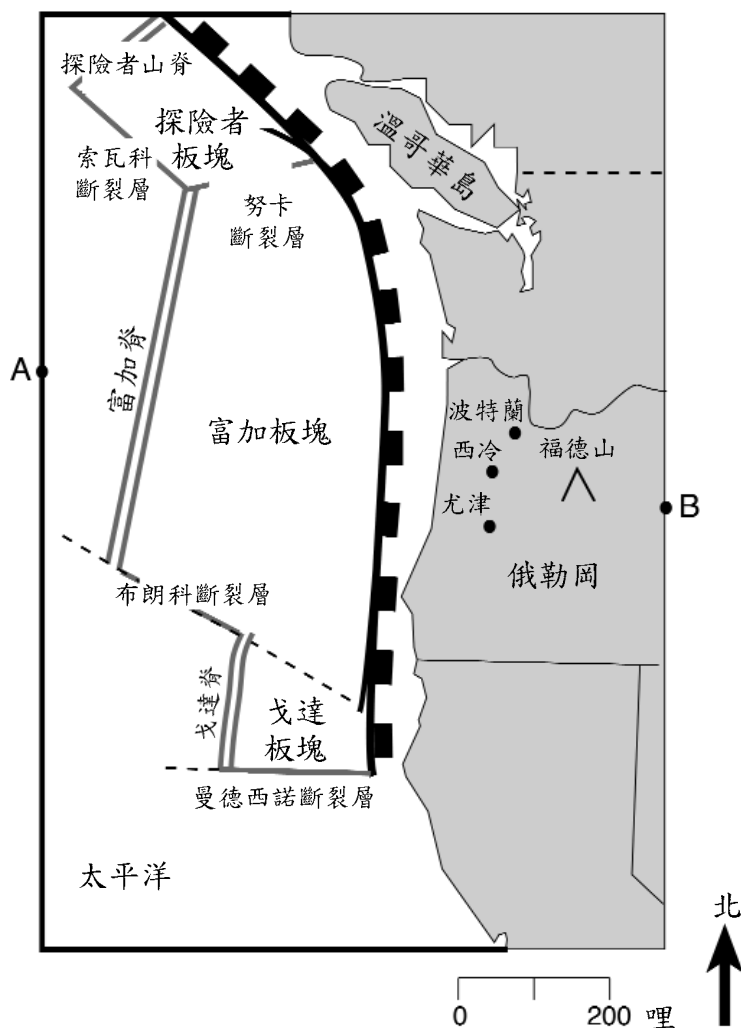 探險者山脊
探險者
板塊
索瓦科
斷裂層
努卡
斷裂層
溫哥華島
A
富加脊
富加板塊
波特蘭
西冷
福德山
尤津
B
俄勒岡
布朗科斷裂層
戈達脊
戈達
板塊
曼德西諾斷裂層
太平洋
北
0 200 哩